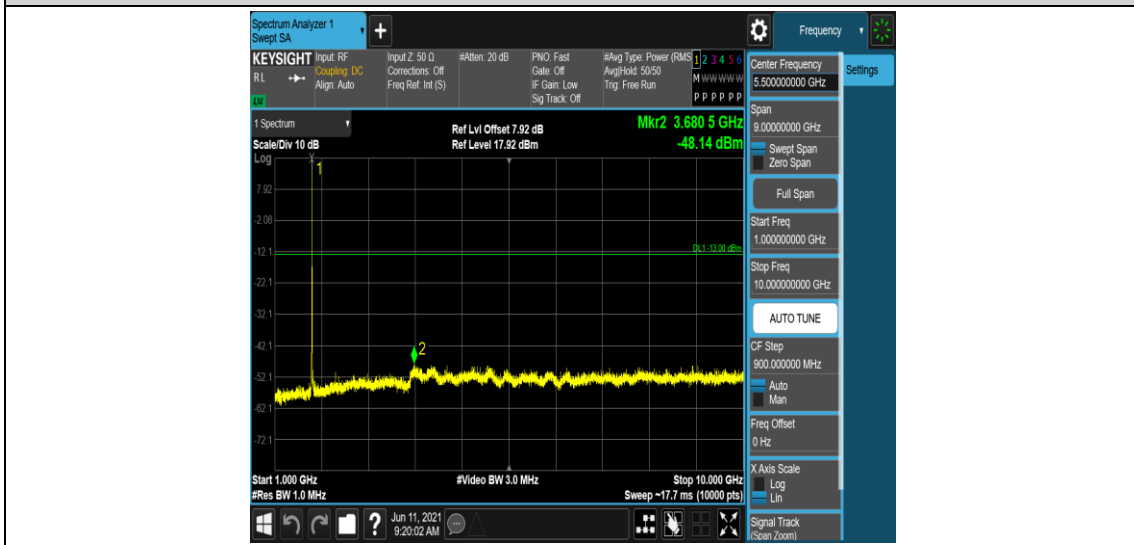 Spectrum Analyzer 1
Swept SA
+
Frequency
KEYSIGHT
R L
Input: RF
Coupling: DC
Align: Auto
Input Z: 50 Ω
Corrections: Off
Freq Ref: Int (S)
#Atten: 20 dB
PNO: Fast
Gate: Off
IF Gain: Low
Sig Track: Off
#Avg Type: Power (RMS
Avg|Hold: 50/50
Trig: Free Run
1 2 3 4 5 6
M W W W W W
P P P P P P
Center Frequency
5.500000000 GHz
Settings
Span
9.00000000 GHz
Swept Span
Zero Span
Full Span
Start Freq
1.000000000 GHz
Stop Freq
10.000000000 GHz
AUTO TUNE
CF Step
900.000000 MHz
Auto
Man
Freq Offset
0 Hz
X Axis Scale
Log
Lin
Signal Track
(Span Zoom)
1 Spectrum
Scale/Div 10 dB
Log
Ref Lvl Offset 7.92 dB
Ref Level 17.92 dBm
Mkr2 3.680 5 GHz
-48.14 dBm
1
7.92
-2.08
-12.1
DL1 -13.00 dBm
-22.1
-32.1
-42.1
2
-52.1
-62.1
-72.1
Start 1.000 GHz
#Res BW 1.0 MHz
#Video BW 3.0 MHz
Stop 10.000 GHz
Sweep ~17.7 ms (10000 pts)
?
Jun 11, 2021
9:20:02 AM